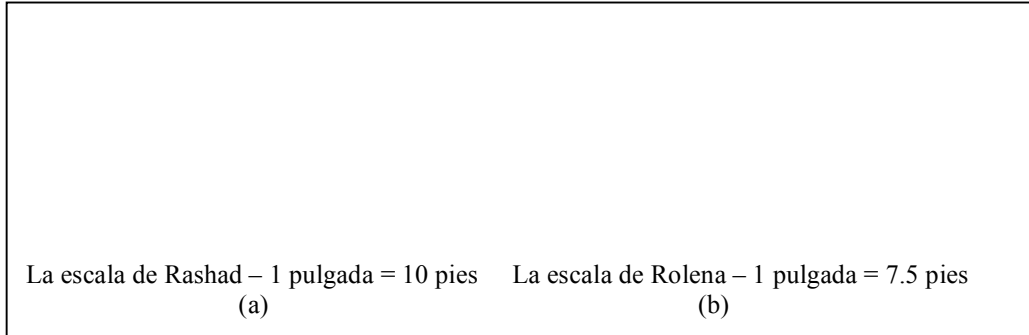 La escala de Rashad – 1 pulgada = 10 pies La escala de Rolena – 1 pulgada = 7.5 pies
(a) (b)